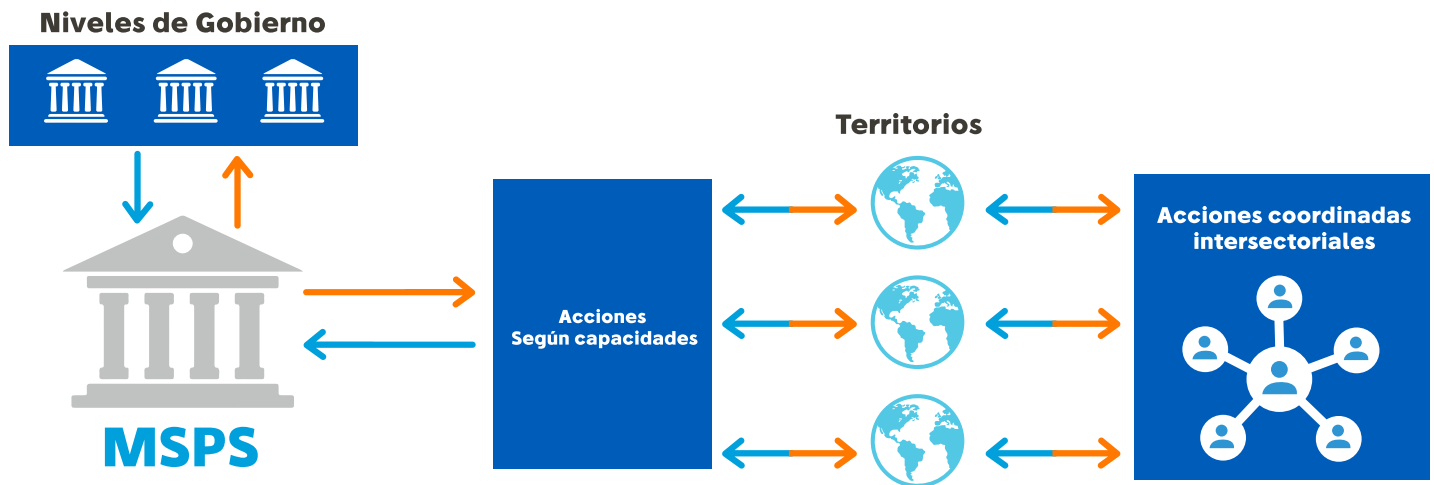 Niveles de Gobierno
MSPS
Acciones
Según capacidades
Territorios
Acciones coordinadas
intersectoriales